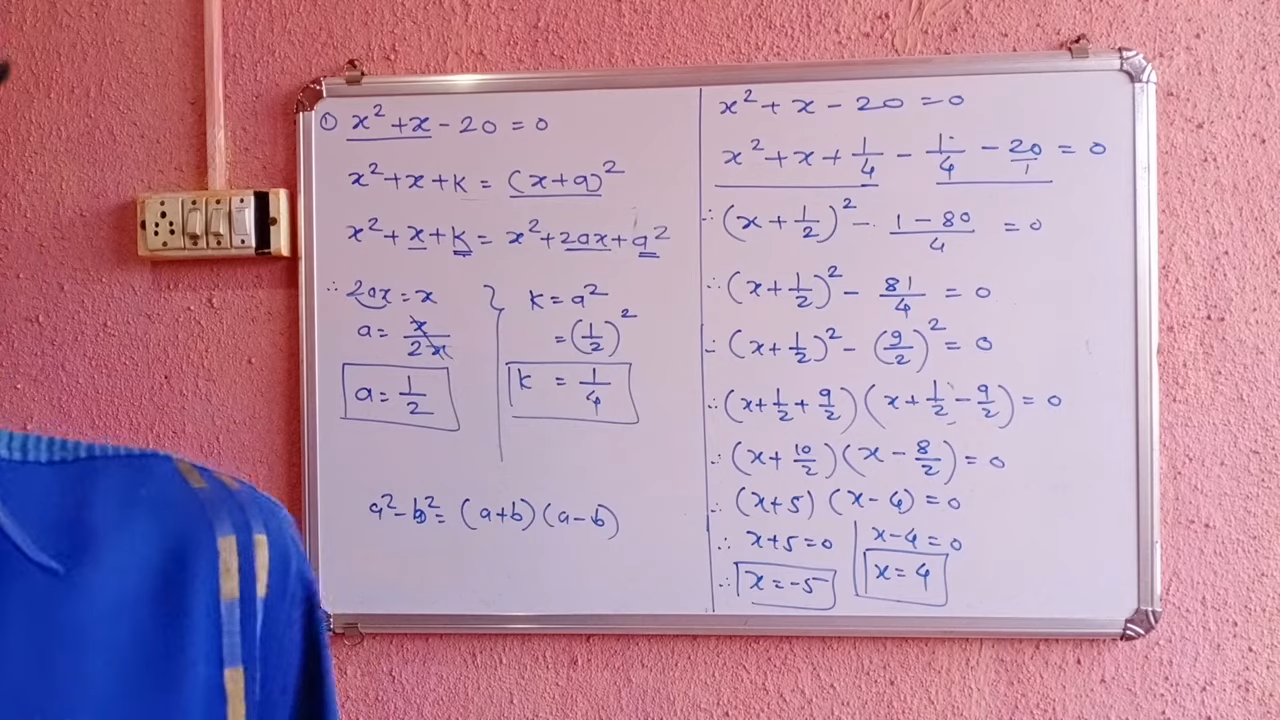 ① x² + x - 20 = 0
x² + x + k = (x + a)²
x² + x + k = x² + 2ax + a²
∴ 2ax = x
a = x/2x
a = 1/2
k = a²
= (1/2)²
k = 1/4
a² - b² = (a + b) (a - b)
x² + x - 20 = 0
x² + x + 1/4 - 1/4 - 20/1 = 0
∴ (x + 1/2)² - (1 - 80)/4 = 0
∴ (x + 1/2)² - 81/4 = 0
∴ (x + 1/2)² - (9/2)² = 0
∴ (x + 1/2 + 9/2) (x + 1/2 - 9/2) = 0
∴ (x + 10/2) (x - 8/2) = 0
∴ (x + 5) (x - 4) = 0
∴ x + 5 = 0 | x - 4 = 0
∴ x = -5 | x = 4